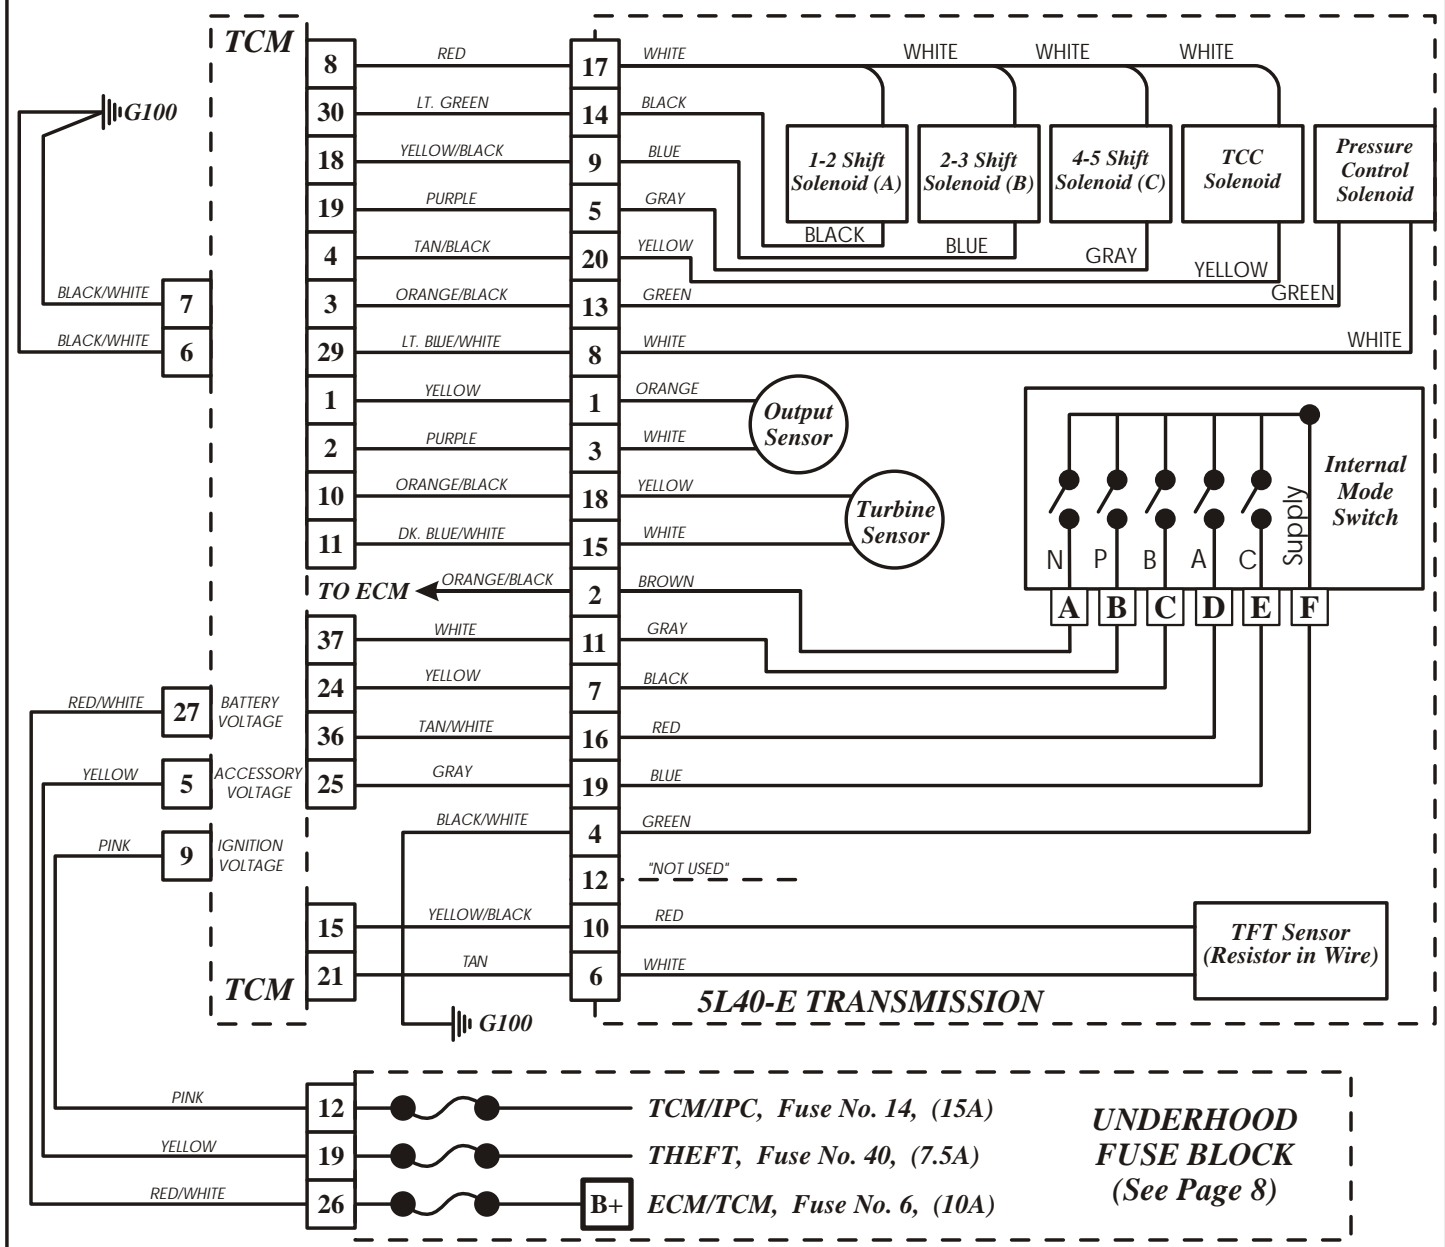 TCM
8
RED
17
WHITE
WHITE
WHITE
WHITE
30
LT. GREEN
14
BLACK
G100
18
YELLOW/BLACK
9
BLUE
1-2 Shift
Solenoid (A)
2-3 Shift
Solenoid (B)
4-5 Shift
Solenoid (C)
TCC
Solenoid
Pressure
Control
Solenoid
19
PURPLE
5
GRAY
BLACK
BLUE
GRAY
YELLOW
4
TAN/BLACK
20
YELLOW
GREEN
BLACK/WHITE
7
3
ORANGE/BLACK
13
GREEN
BLACK/WHITE
6
29
LT. BLUE/WHITE
8
WHITE
WHITE
1
YELLOW
1
ORANGE
Output
Sensor
2
PURPLE
3
WHITE
10
ORANGE/BLACK
18
YELLOW
Turbine
Sensor
11
DK. BLUE/WHITE
15
WHITE
Internal
Mode
Switch
N
P
B
A
C
Supply
A
B
C
D
E
F
TO ECM
ORANGE/BLACK
2
BROWN
37
WHITE
11
GRAY
24
YELLOW
7
BLACK
RED/WHITE
27
BATTERY
VOLTAGE
36
TAN/WHITE
16
RED
YELLOW
5
ACCESSORY
VOLTAGE
25
GRAY
19
BLUE
BLACK/WHITE
4
GREEN
PINK
9
IGNITION
VOLTAGE
12
"NOT USED"
15
YELLOW/BLACK
10
RED
TFT Sensor
(Resistor in Wire)
21
TAN
6
WHITE
TCM
5L40-E TRANSMISSION
G100
PINK
12
TCM/IPC, Fuse No. 14, (15A)
YELLOW
19
THEFT, Fuse No. 40, (7.5A)
RED/WHITE
26
B+
ECM/TCM, Fuse No. 6, (10A)
UNDERHOOD
FUSE BLOCK
(See Page 8)